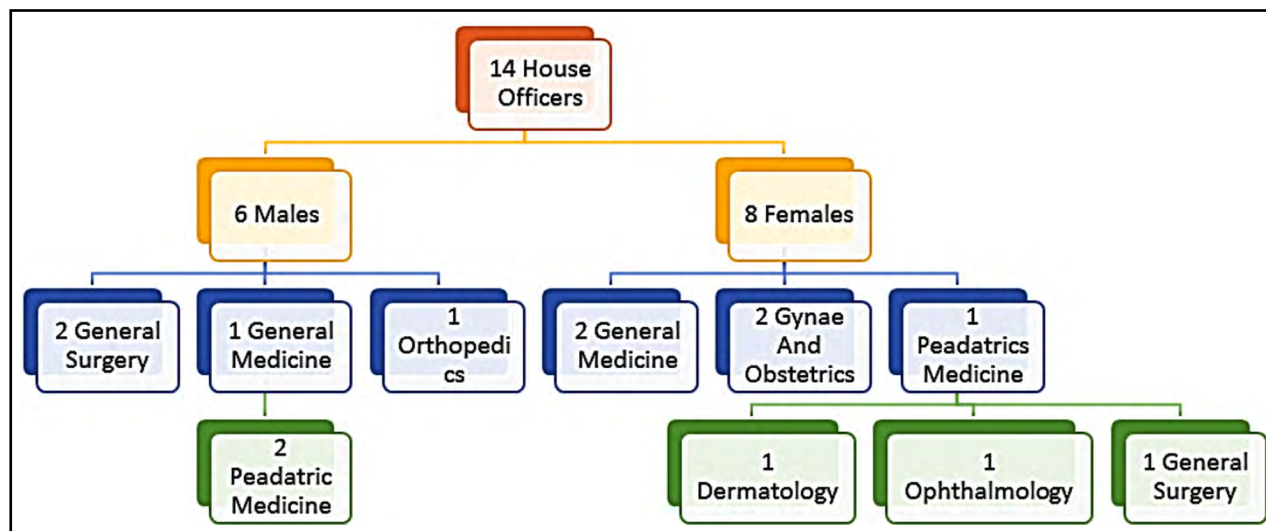 14 House
Officers
6 Males
8 Females
2 General
Surgery
1 General
Medicine
1
Orthopedi
cs
2 General
Medicine
2 Gynae
And
Obstetrics
1
Peadatrics
Medicine
2
Peadatric
Medicine
1
Dermatology
1
Ophthalmology
1 General
Surgery